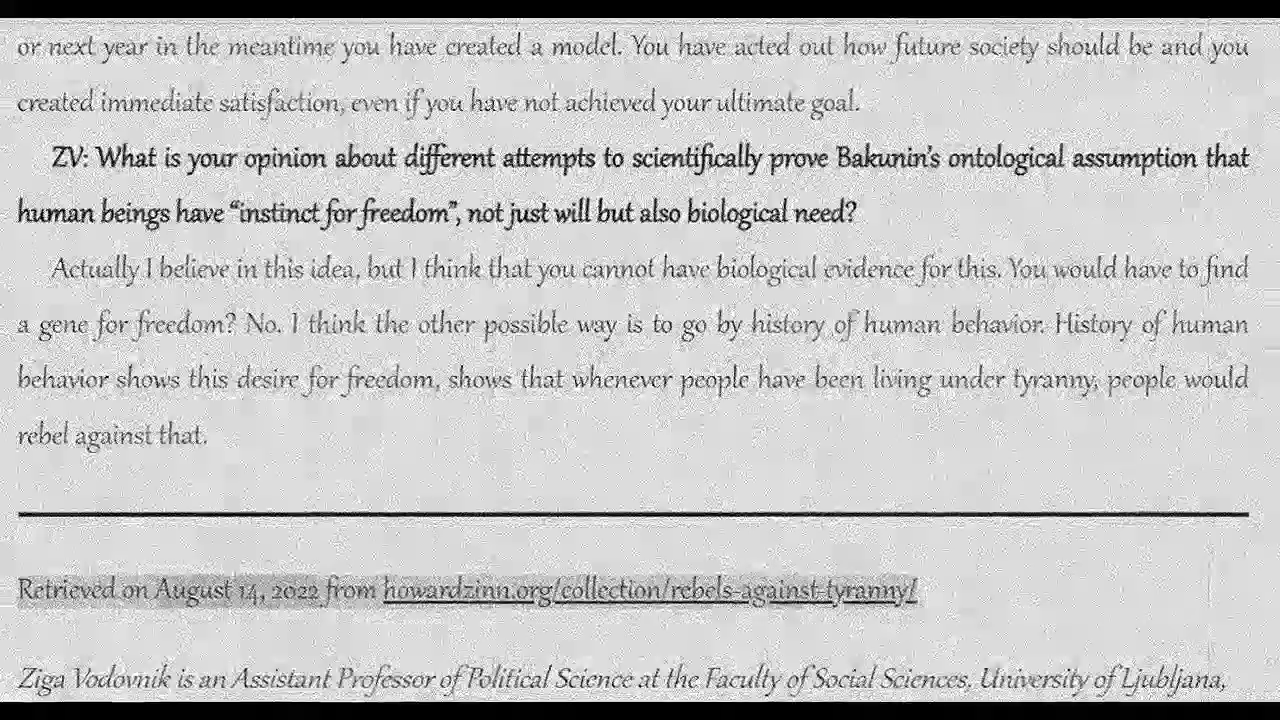 or next year in the meantime you have created a model. You have acted out how future society should be and you
created immediate satisfaction, even if you have not achieved your ultimate goal.
ZV: What is your opinion about different attempts to scientifically prove Bakunin's ontological assumption that
human beings have “instinct for freedom”, not just will but also biological need?
Actually I believe in this idea, but I think that you cannot have biological evidence for this. You would have to find
a gene for freedom? No. I think the other possible way is to go by history of human behavior. History of human
behavior shows this desire for freedom, shows that whenever people have been living under tyranny, people would
rebel against that.
Retrieved on August 14, 2022 from howardzinn.org/collection/rebels-against-tyranny/
Ziga Vodovnik is an Assistant Professor of Political Science at the Faculty of Social Sciences, University of Ljubljana,